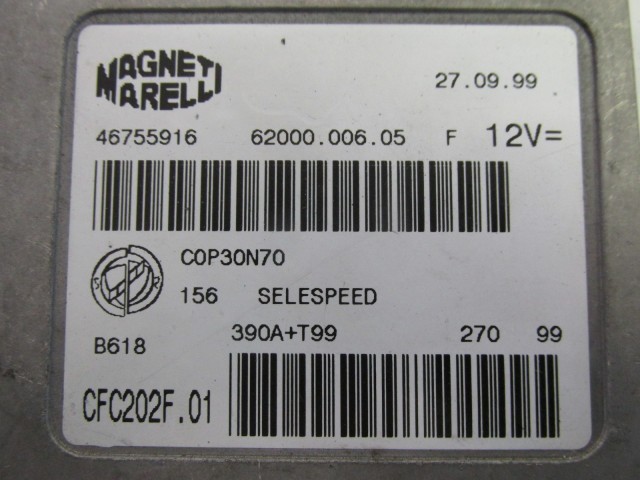 MAGNETI
MARELLI
27.09.99
46755916 62000.006.05 F 12V=
C0P30N70
S R
156 SELESPEED
B618 390A+T99 270 99
CFC202F.01